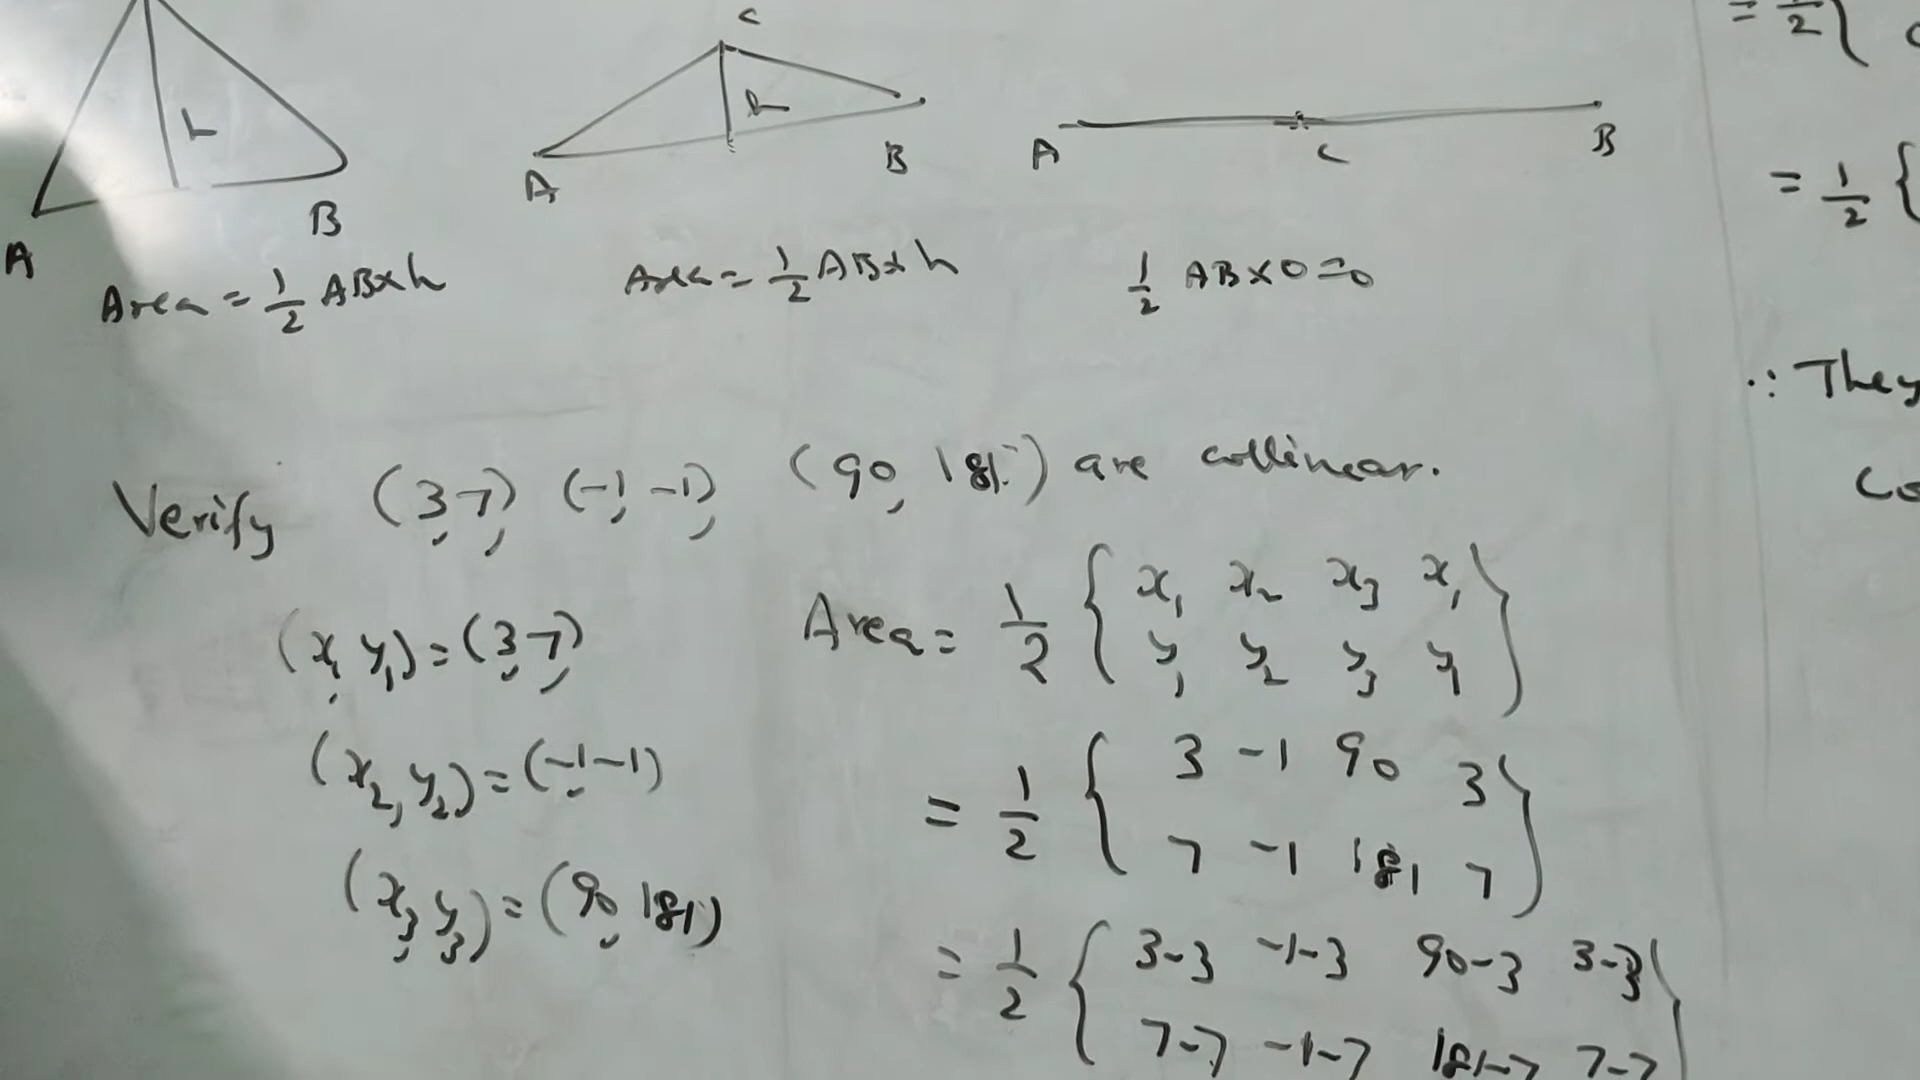 C
h
A
B
Area = 1/2 AB×h
C
h
A
B
Area = 1/2 AB×h
A
C
B
1/2 AB×0=0
Verify (3,7), (-1,-1), (90, 181) are collinear.
(x1, y1) = (3,7)
(x2, y2) = (-1,-1)
(x3, y3) = (90, 181)
Area = 1/2 { x1 x2 x3 x1
y1 y2 y3 y1 }
= 1/2 { 3 -1 90 3
7 -1 181 7 }
= 1/2 { 3-3 -1-3 90-3 3-3
7-7 -1-7 181-7 7-7 }
= 1/2 {
= 1/2 {
∴ They